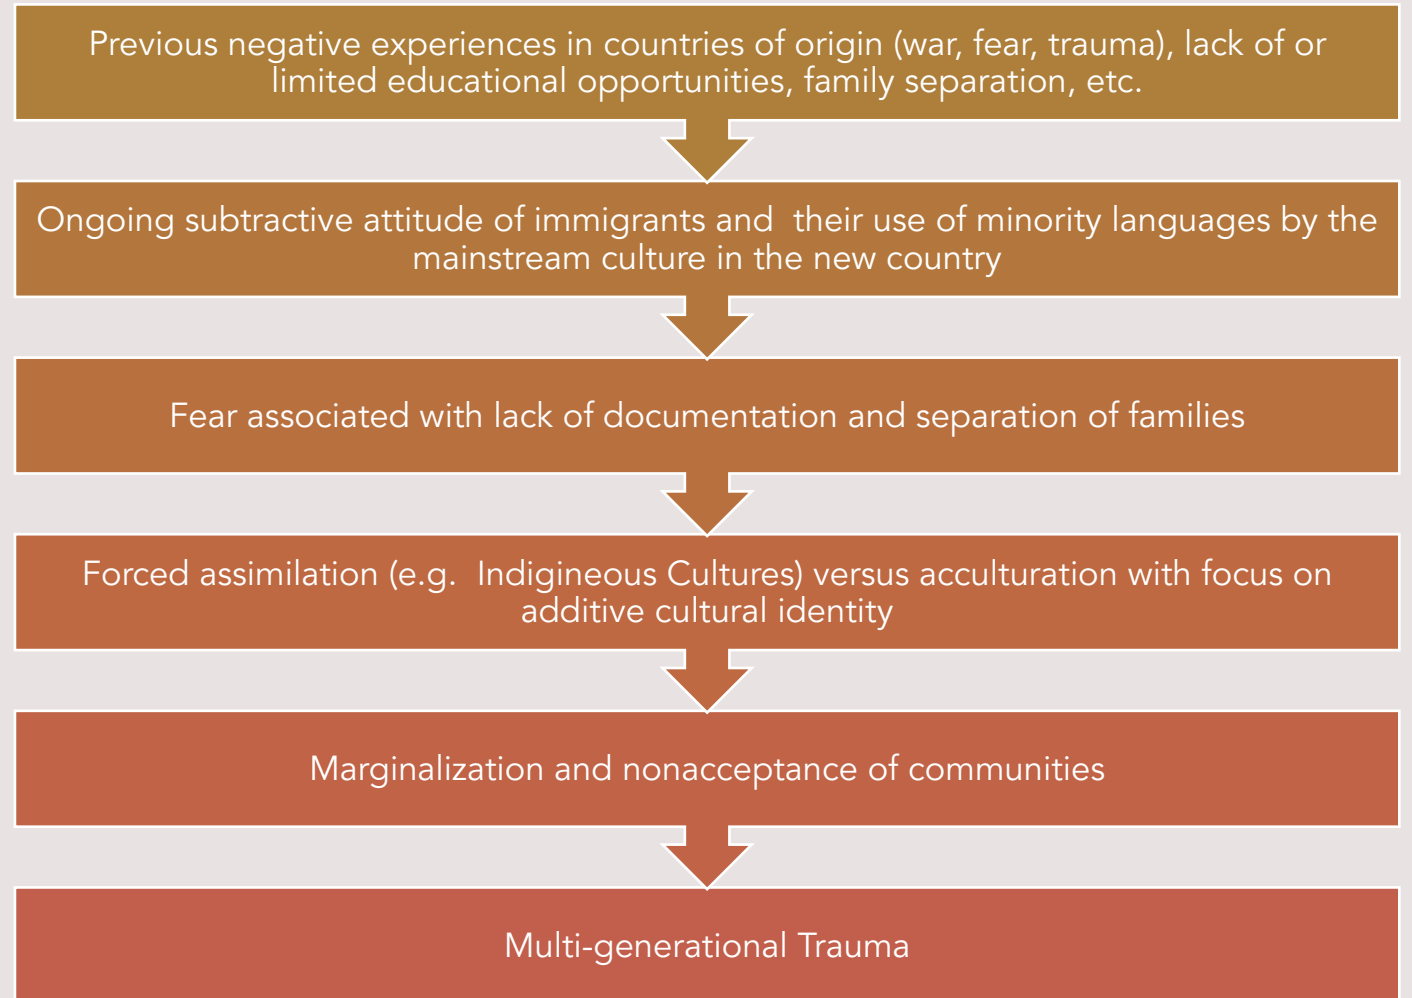 Previous negative experiences in countries of origin (war, fear, trauma), lack of or
limited educational opportunities, family separation, etc.
Ongoing subtractive attitude of immigrants and  their use of minority languages by the
mainstream culture in the new country
Fear associated with lack of documentation and separation of families
Forced assimilation (e.g.  Indigineous Cultures) versus acculturation with focus on
additive cultural identity
Marginalization and nonacceptance of communities
Multi-generational Trauma